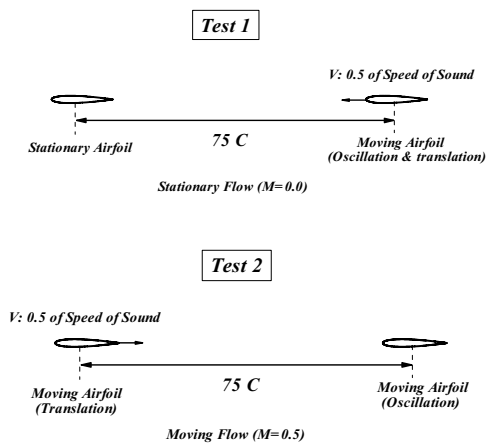 Test 1
V: 0.5 of Speed of Sound
75 C
Stationary Airfoil
Moving Airfoil
(Oscillation & translation)
Stationary Flow (M=0.0)
Test 2
V: 0.5 of Speed of Sound
75 C
Moving Airfoil
(Translation)
Moving Airfoil
(Oscillation)
Moving Flow (M=0.5)